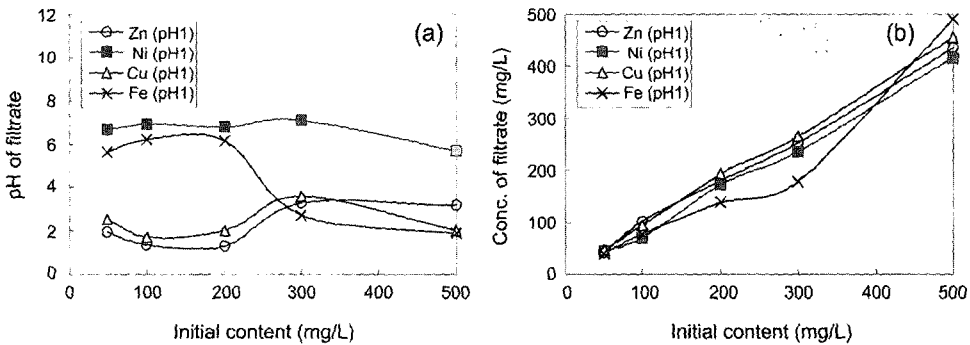 12
10
8
6
4
2
0
pH of filtrate
Zn (pH1)
Ni (pH1)
Cu (pH1)
Fe (pH1)
(a)
0 100 200 300 400 500
Initial content (mg/L)
500
400
300
200
100
0
Conc. of filtrate (mg/L)
Zn (pH1)
Ni (pH1)
Cu (pH1)
Fe (pH1)
(b)
0 100 200 300 400 500
Initial content (mg/L)